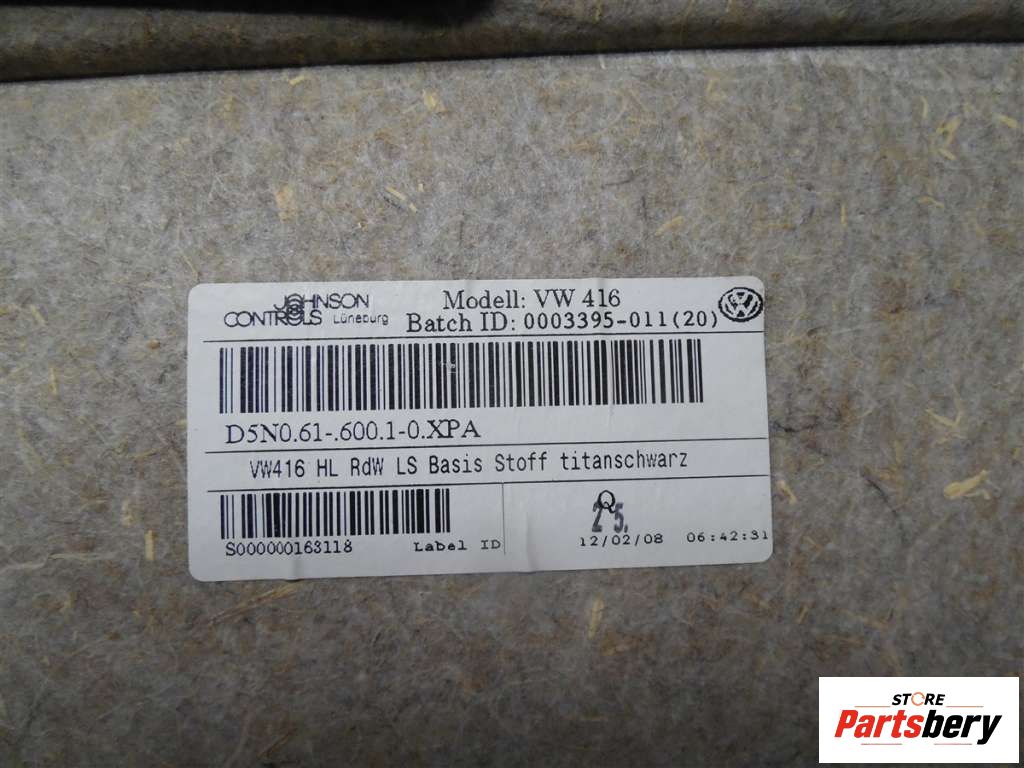 JOHNSON
CONTROLS Lüneburg
Modell: VW 416
Batch ID: 0003395-011(20)
D5N0.61-.600.1-0.XPA
VW416 HL RdW LS Basis Stoff titanschwarz
S000000163118
Label ID
Q
25.
12/02/08 06:42:31
STORE
Partsbery